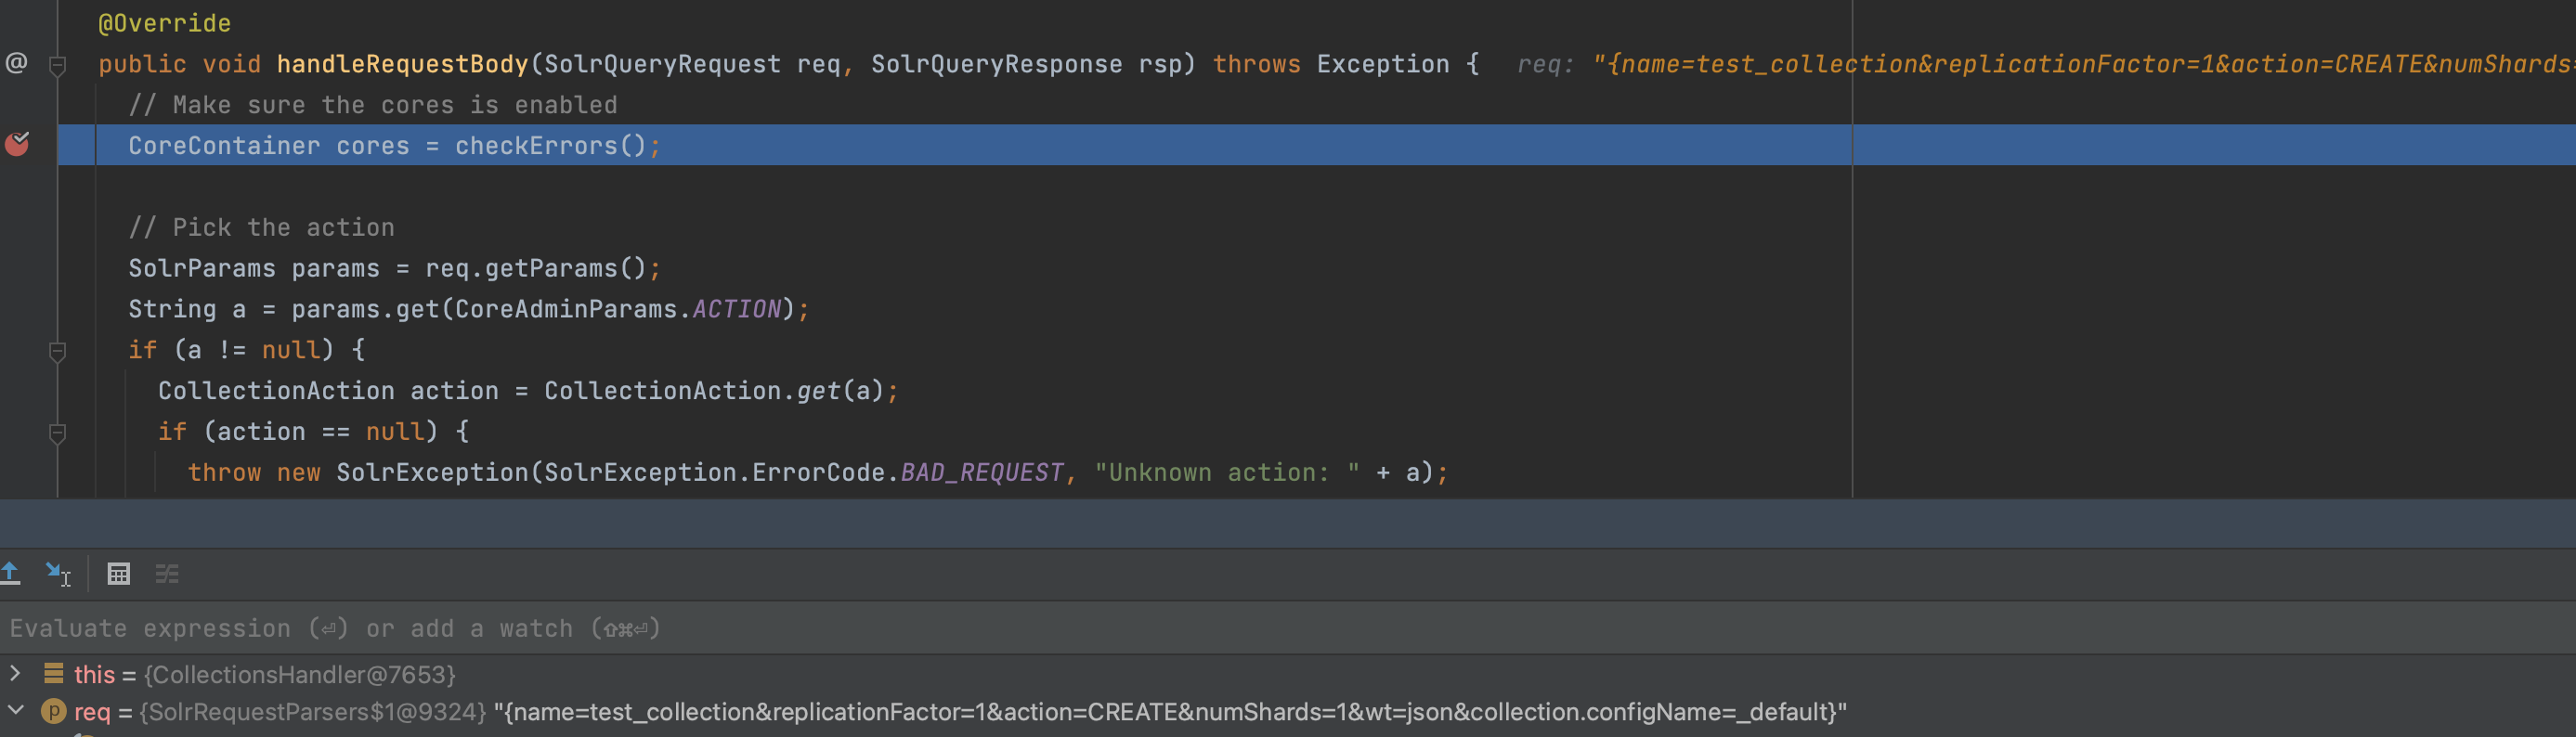 @Override
public void handleRequestBody(SolrQueryRequest req, SolrQueryResponse rsp) throws Exception {   req: "{name=test_collection&replicationFactor=1&action=CREATE&numShards=
// Make sure the cores is enabled
CoreContainer cores = checkErrors();
// Pick the action
SolrParams params = req.getParams();
String a = params.get(CoreAdminParams.ACTION);
if (a != null) {
CollectionAction action = CollectionAction.get(a);
if (action == null) {
throw new SolrException(SolrException.ErrorCode.BAD_REQUEST, "Unknown action: " + a);
Evaluate expression (⏎) or add a watch (⇧⌘⏎)
this = {CollectionsHandler@7653}
req = {SolrRequestParsers$1@9324} "{name=test_collection&replicationFactor=1&action=CREATE&numShards=1&wt=json&collection.configName=_default}"